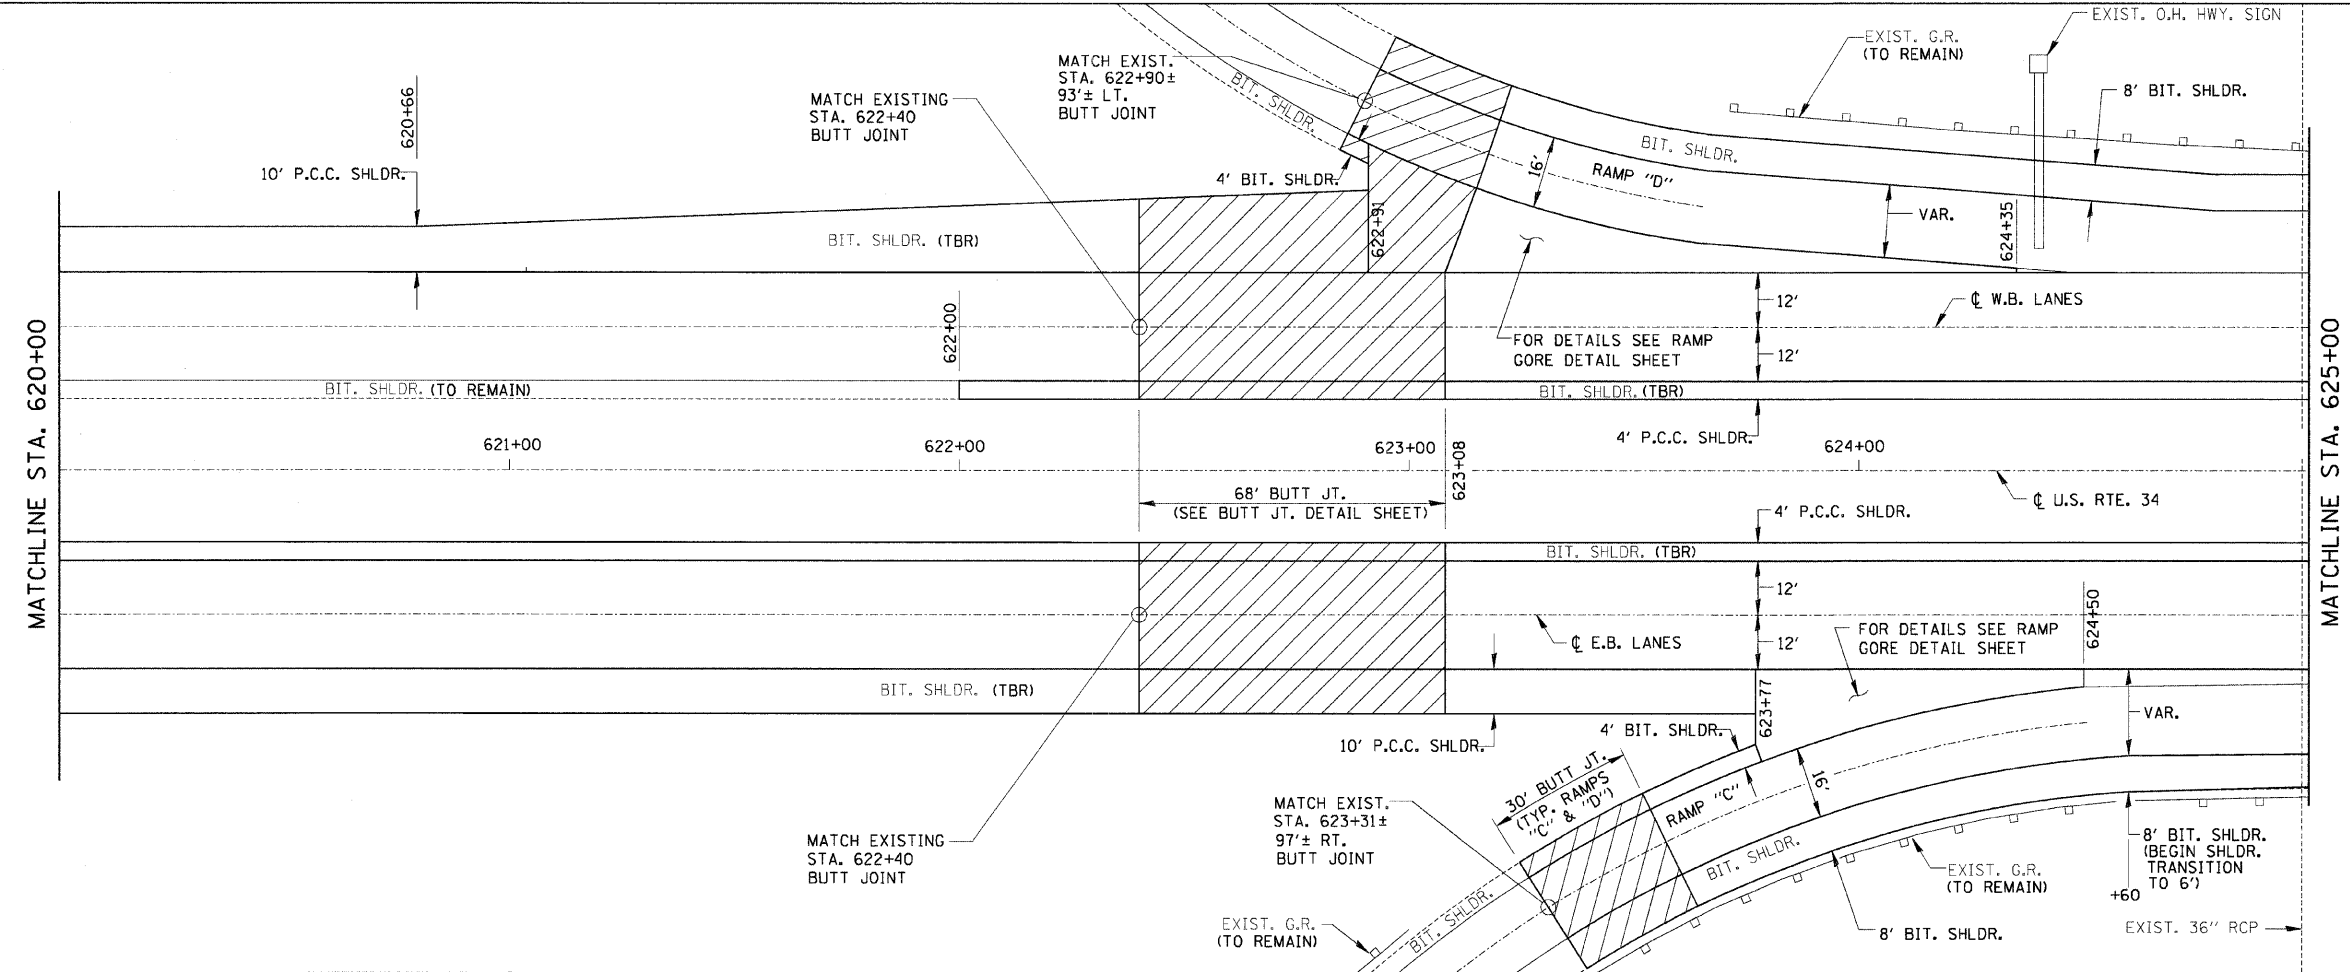 EXIST. O.H. HWY. SIGN
EXIST. G.R.
(TO REMAIN)
8' BIT. SHLDR.
MATCH EXIST.
STA. 622+90±
93'± LT.
BUTT JOINT
BIT. SHLDR.
MATCH EXISTING
STA. 622+40
BUTT JOINT
620+66
10' P.C.C. SHLDR.
4' BIT. SHLDR.
16'
BIT. SHLDR.
RAMP "D"
VAR.
624+35
622+91
BIT. SHLDR. (TBR)
MATCHLINE STA. 620+00
622+00
12'
℄ W.B. LANES
FOR DETAILS SEE RAMP
GORE DETAIL SHEET
12'
BIT. SHLDR. (TO REMAIN)
BIT. SHLDR. (TBR)
MATCHLINE STA. 625+00
4' P.C.C. SHLDR.
621+00
622+00
623+00
623+08
624+00
68' BUTT JT.
(SEE BUTT JT. DETAIL SHEET)
℄ U.S. RTE. 34
4' P.C.C. SHLDR.
BIT. SHLDR. (TBR)
12'
℄ E.B. LANES
12'
FOR DETAILS SEE RAMP
GORE DETAIL SHEET
624+50
BIT. SHLDR. (TBR)
623+77
VAR.
4' BIT. SHLDR.
10' P.C.C. SHLDR.
30' BUTT JT.
(TYP. RAMPS
"C" & "D")
RAMP "C"
16'
MATCH EXIST.
STA. 623+31±
97'± RT.
BUTT JOINT
MATCH EXISTING
STA. 622+40
BUTT JOINT
BIT. SHLDR.
8' BIT. SHLDR.
(BEGIN SHLDR.
TRANSITION
TO 6')
+60
EXIST. G.R.
(TO REMAIN)
BIT. SHLDR.
EXIST. G.R.
(TO REMAIN)
8' BIT. SHLDR.
EXIST. 36" RCP